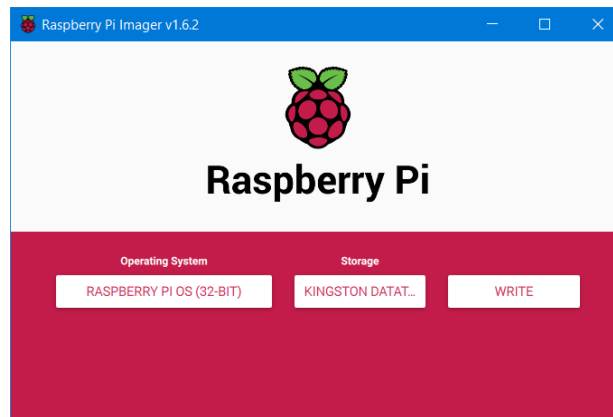 Raspberry Pi Imager v1.6.2
Raspberry Pi
Operating System
Storage
RASPBERRY PI OS (32-BIT)
KINGSTON DATAT...
WRITE